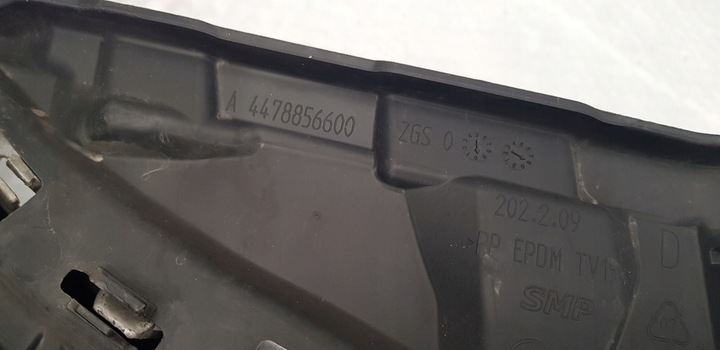 A 4478856600
ZGS 0
202.2.09
>PP EPDM TV1
D
SMP